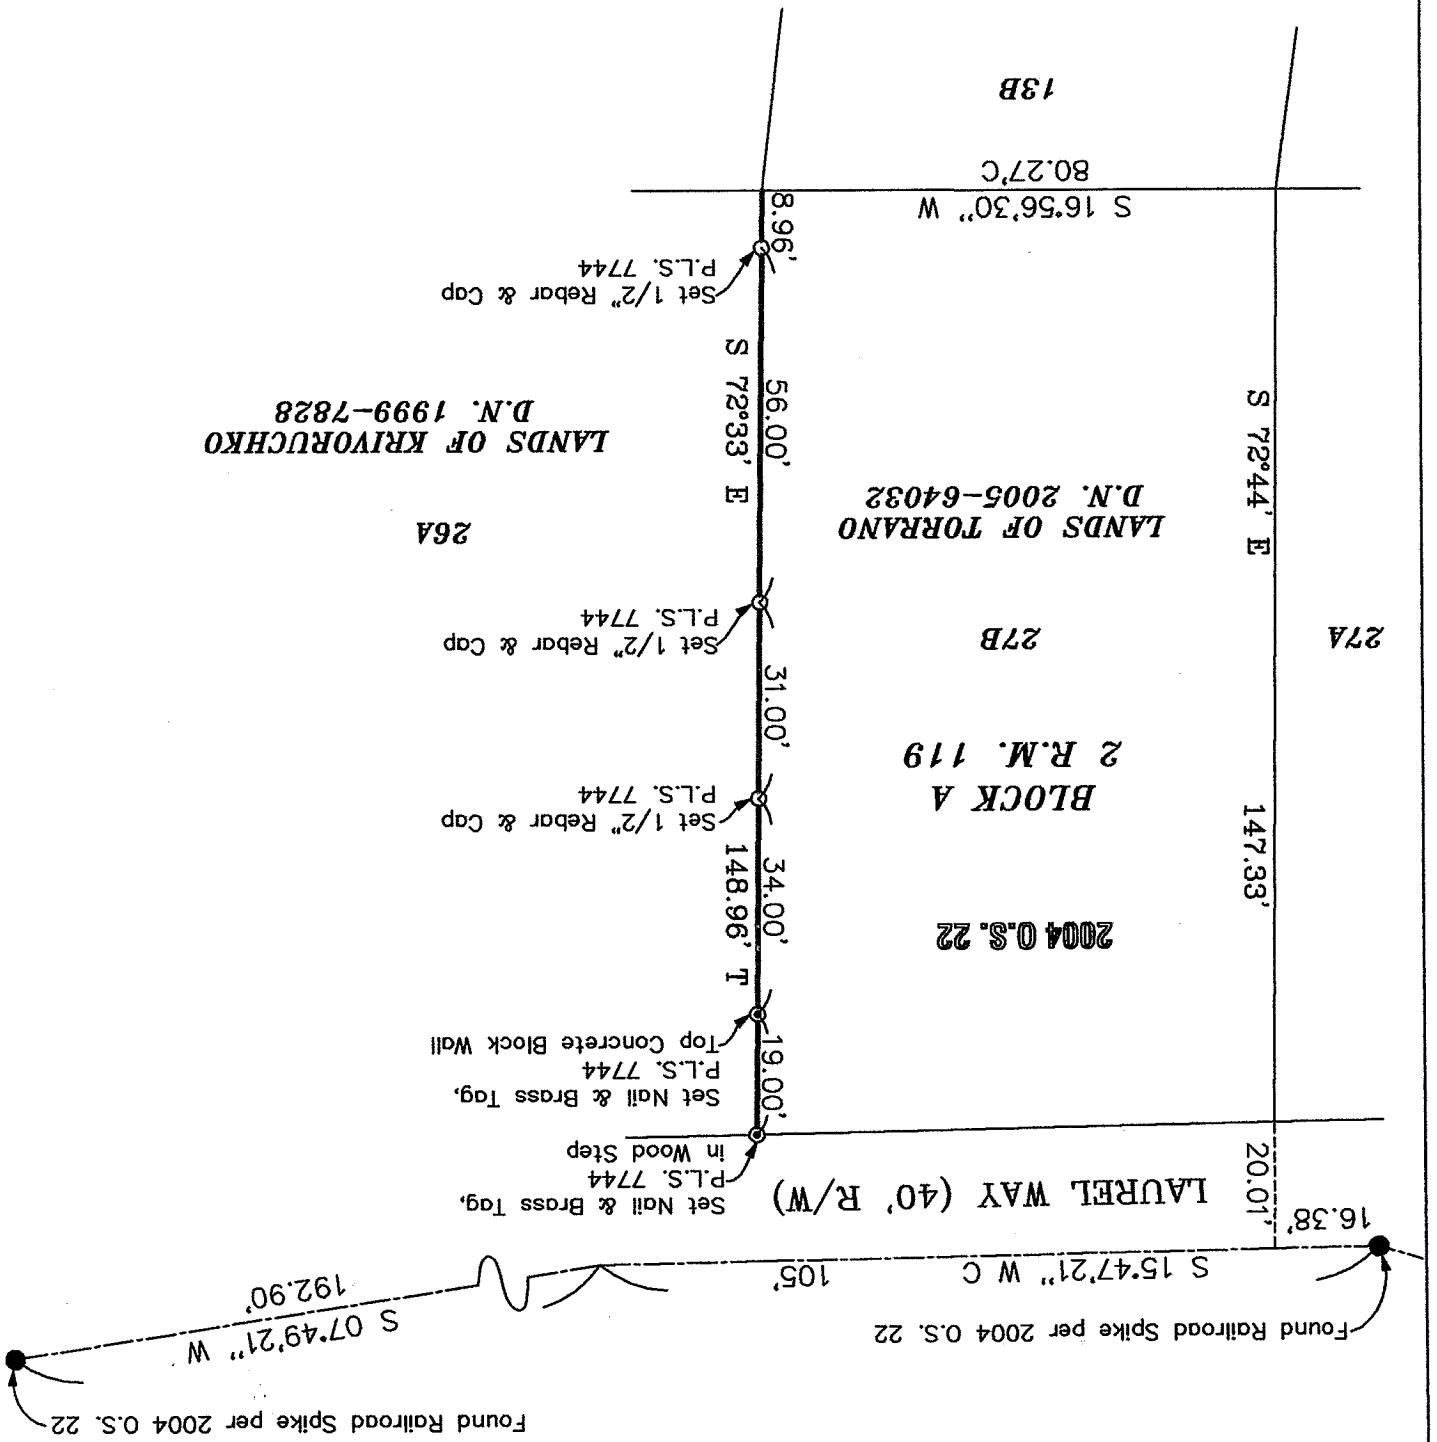 Found Railroad Spike per 2004 O.S. 22
S 07°49'21" W
192.90'
Found Railroad Spike per 2004 O.S. 22
S 15°47'21" W C
105'
16.38'
20.01'
LAUREL WAY (40' R/W)
Set Nail & Brass Tag,
P.L.S. 7744
in Wood Step
19.00'
Set Nail & Brass Tag,
P.L.S. 7744
Top Concrete Block Wall
2004 O.S. 22
34.00'
148.96' T
147.33'
BLOCK A
2 R.M. 119
Set 1/2" Rebar & Cap
P.L.S. 7744
31.00'
27A
27B
Set 1/2" Rebar & Cap
P.L.S. 7744
26A
LANDS OF TORRANO
D.N. 2005-64032
S 72°44' E
56.00'
S 72°33' E
LANDS OF KRIVORUCHKO
D.N. 1999-7828
Set 1/2" Rebar & Cap
P.L.S. 7744
8.96'
S 16°56'30" W
80.27'C
13B